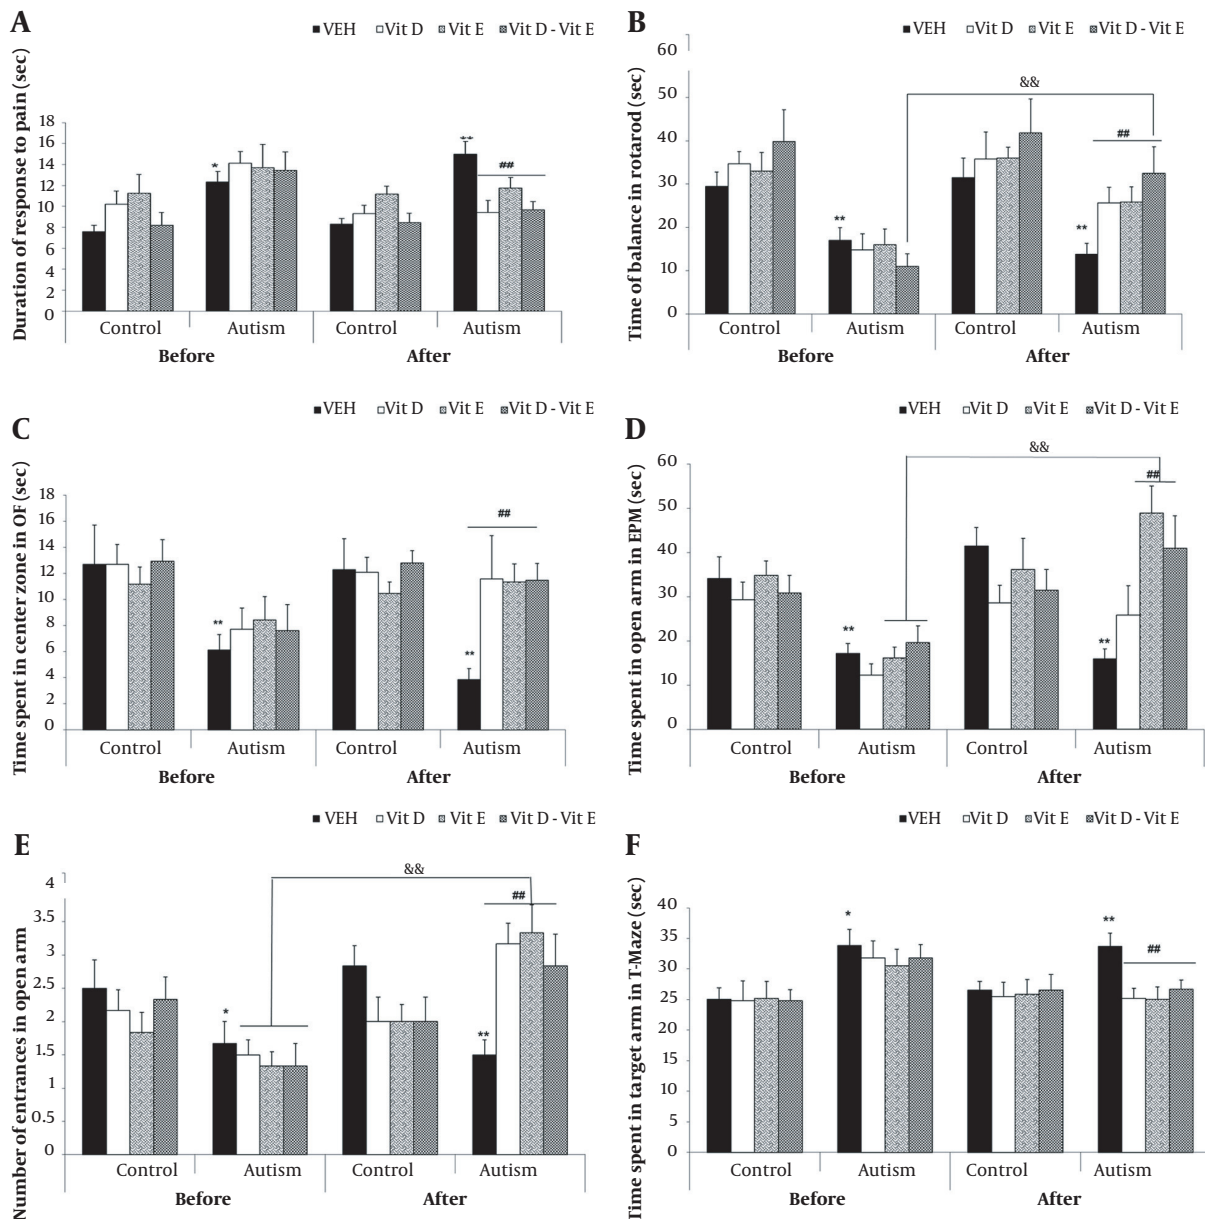 A
■VEH □Vit D Vit E Vit D - Vit E
Duration of response to pain (sec)
18
16
14
12
10
8
6
4
2
0
*
**
##
Control Autism Control Autism
Before After
B
■VEH □Vit D Vit E Vit D - Vit E
Time of balance in rotarod (sec)
60
50
40
30
20
10
0
&&
##
**
**
Control Autism Control Autism
Before After
C
■VEH □Vit D Vit E Vit D - Vit E
Time spent in center zone in OF (sec)
18
16
14
12
10
8
6
4
2
0
##
**
**
Control Autism Control Autism
Before After
D
■VEH □Vit D Vit E Vit D - Vit E
Time spent in open arm in EPM (sec)
60
50
40
30
20
10
0
&&
##
**
**
Control Autism Control Autism
Before After
E
■VEH □Vit D Vit E Vit D - Vit E
Number of entrances in open arm
4
3.5
3
2.5
2
1.5
1
0.5
0
&&
##
*
**
Control Autism Control Autism
Before After
F
■VEH □Vit D Vit E Vit D - Vit E
Time spent in target arm in T-Maze (sec)
40
35
30
25
20
15
10
5
0
*
**
##
Control Autism Control Autism
Before After